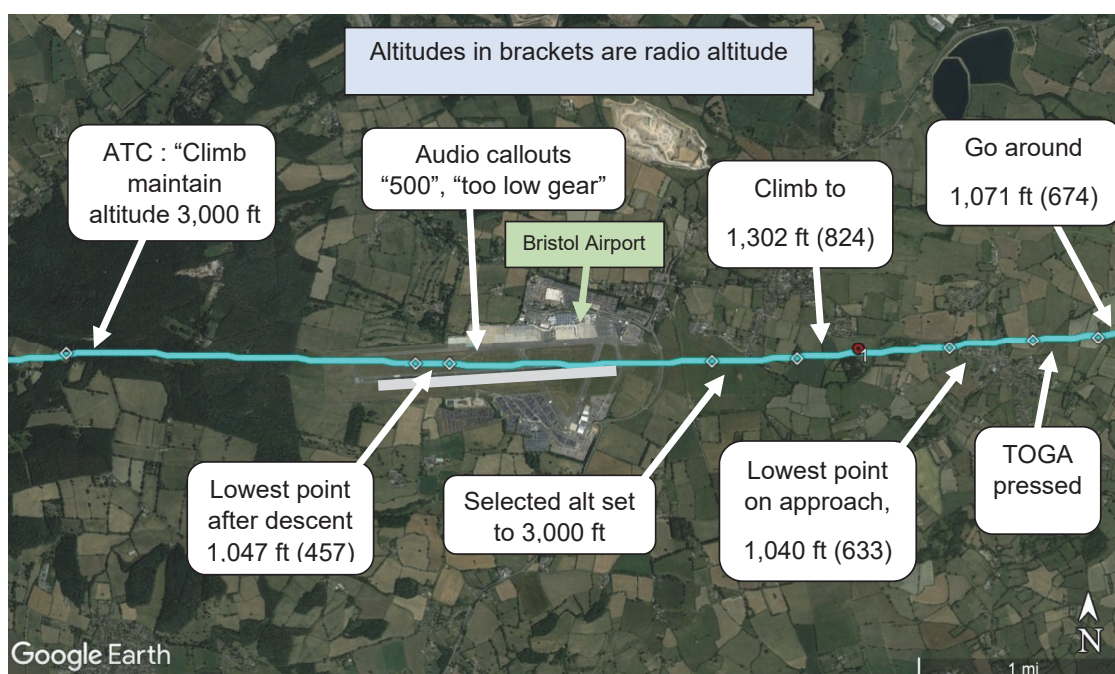 Altitudes in brackets are radio altitude
ATC : “Climb
maintain
altitude 3,000 ft
Audio callouts
“500”, “too low gear”
Bristol Airport
Climb to
1,302 ft (824)
Go around
1,071 ft (674)
1
Lowest point
after descent
1,047 ft (457)
Selected alt set
to 3,000 ft
Lowest point
on approach,
1,040 ft (633)
TOGA
pressed
N
Google Earth
1 mi